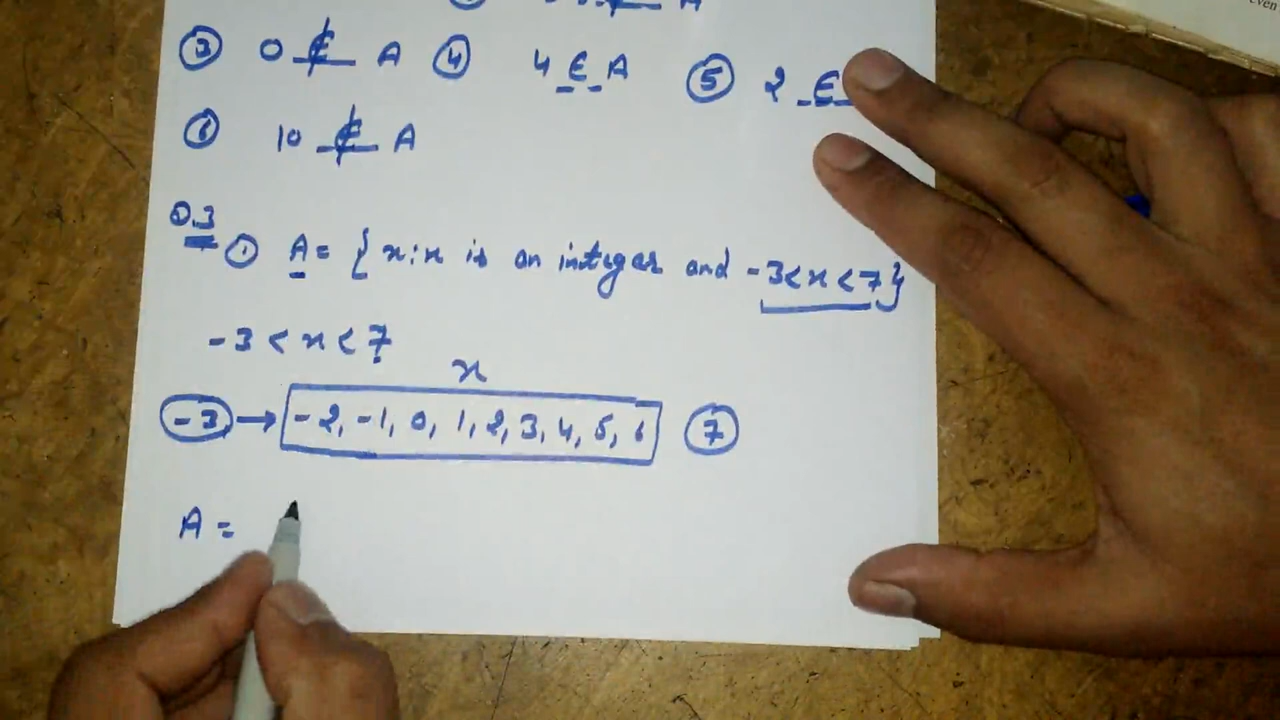 A
③ 0 ∉ A ④ 4 ∈ A ⑤ 2 ∈
⑥ 10 ∉ A
Q.3 ① A = { x : x is an integer and -3 < x < 7 }
-3 < x < 7
x
-3 → -2, -1, 0, 1, 2, 3, 4, 5, 6 7
A =
even